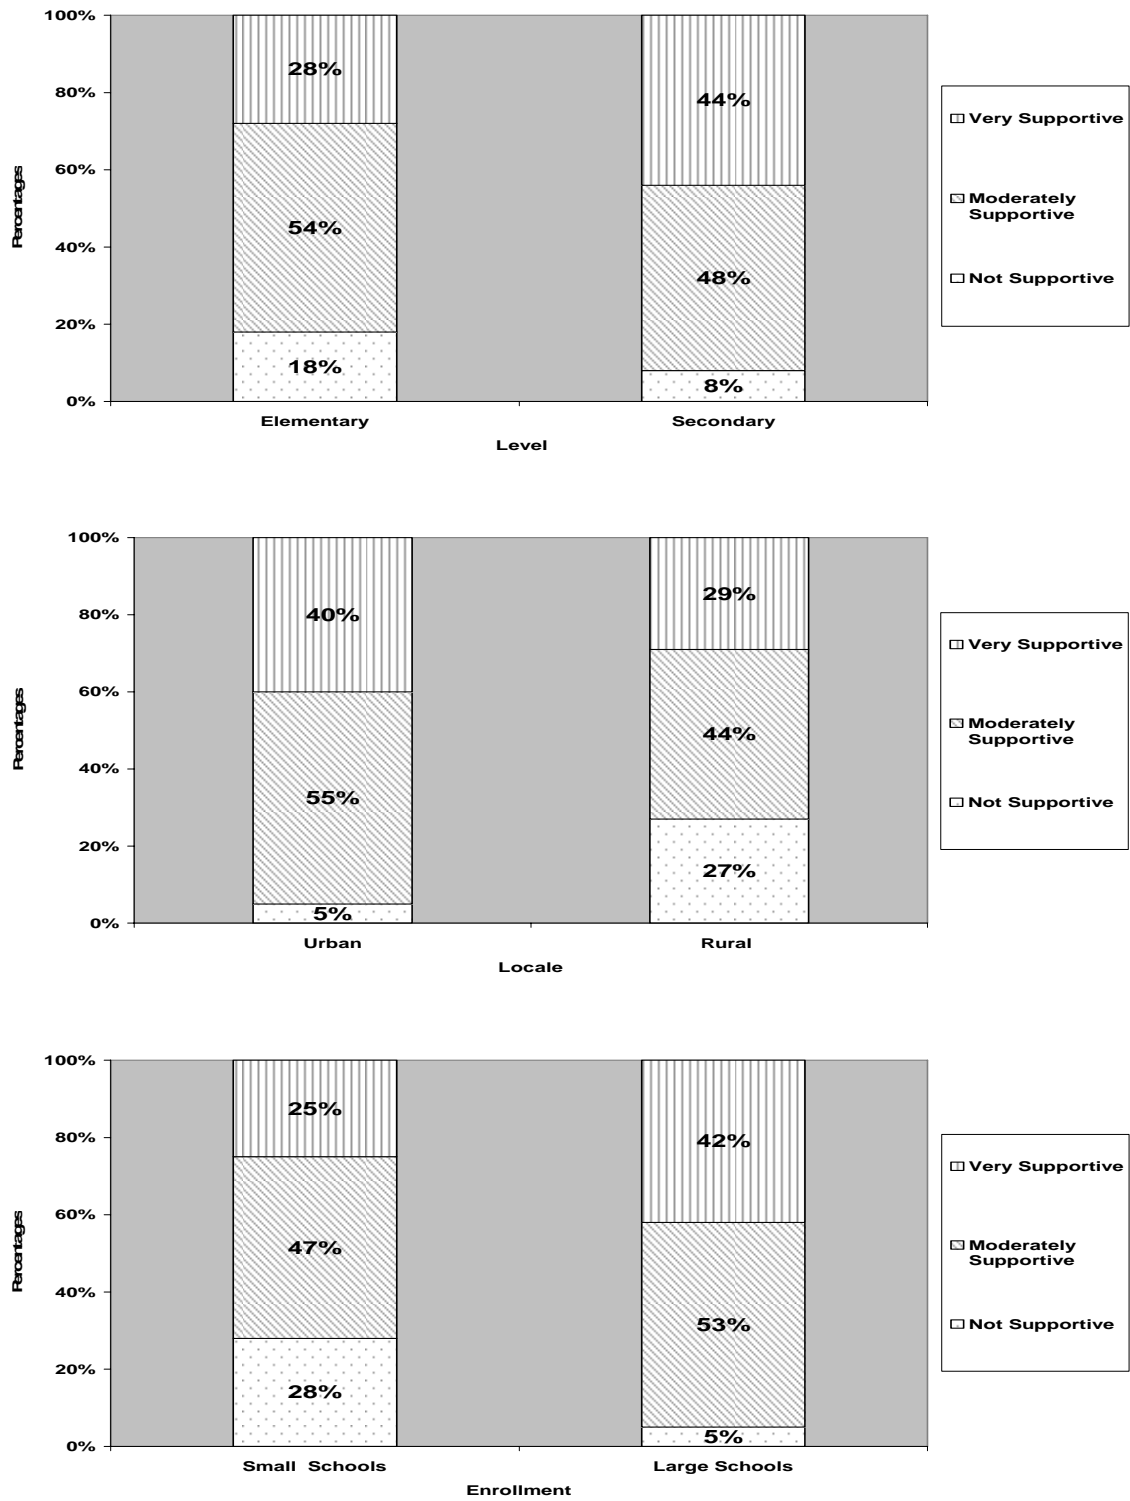 100%
80%
60%
40%
20%
0%
Percentages
28%
54%
18%
44%
48%
8%
Elementary
Secondary
Level
Very Supportive
Moderately
Supportive
Not Supportive
100%
80%
60%
40%
20%
0%
Percentages
40%
55%
5%
29%
44%
27%
Urban
Rural
Locale
Very Supportive
Moderately
Supportive
Not Supportive
100%
80%
60%
40%
20%
0%
Percentages
25%
47%
28%
42%
53%
5%
Small Schools
Large Schools
Enrollment
Very Supportive
Moderately
Supportive
Not Supportive